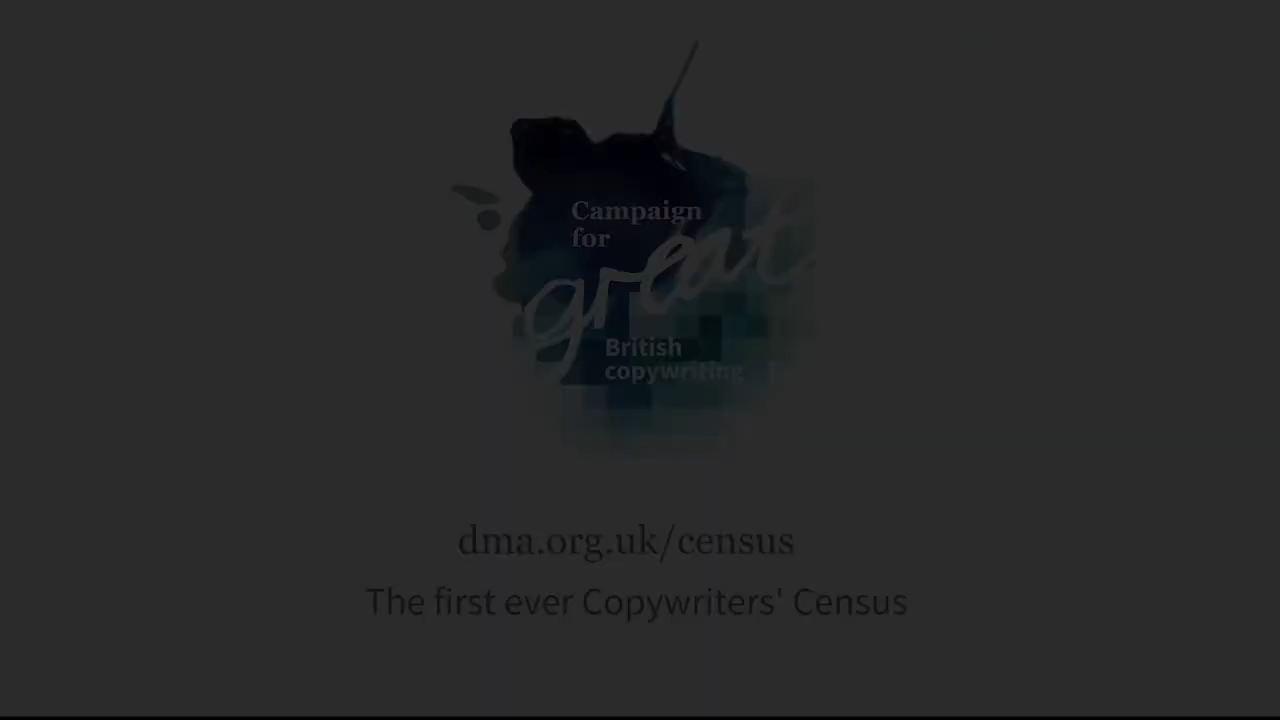 Campaign
for
great
British
copywriting
dma.org.uk/census
The first ever Copywriters' Census